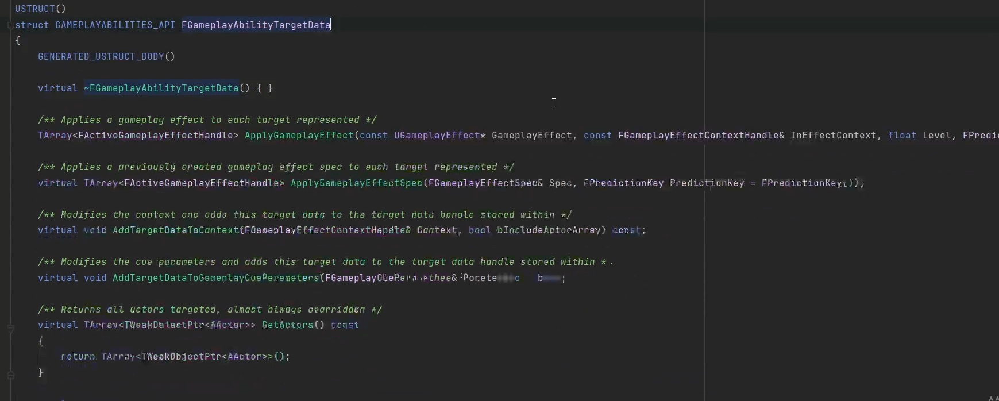 USTRUCT()
struct GAMEPLAYABILITIES_API FGameplayAbilityTargetData
{
GENERATED_USTRUCT_BODY()
virtual ~FGameplayAbilityTargetData() { }
/** Applies a gameplay effect to each target represented */
TArray<FActiveGameplayEffectHandle> ApplyGameplayEffect(const UGameplayEffect* GameplayEffect, const FGameplayEffectContextHandle& InEffectContext, float Level, FPredi
/** Applies a previously created gameplay effect spec to each target represented */
virtual TArray<FActiveGameplayEffectHandle> ApplyGameplayEffectSpec(FGameplayEffectSpec& Spec, FPredictionKey PredictionKey = FPredictionKey());
/** Modifies the context and adds this target data to the target data handle stored within */
virtual void AddTargetDataToContext(FGameplayEffectContextHandle& Context, bool bIncludeActorArray) const;
/** Modifies the cue parameters and adds this target data to the target data handle stored within *
virtual void AddTargetDataToGameplayCueParameters(
/** Returns all actors targeted, almost always overridden */
virtual TArray<TWeakObjectPtr<AActor>> GetActors() const
{
return TArray<TWeakObjectPtr<AActor>>();
}